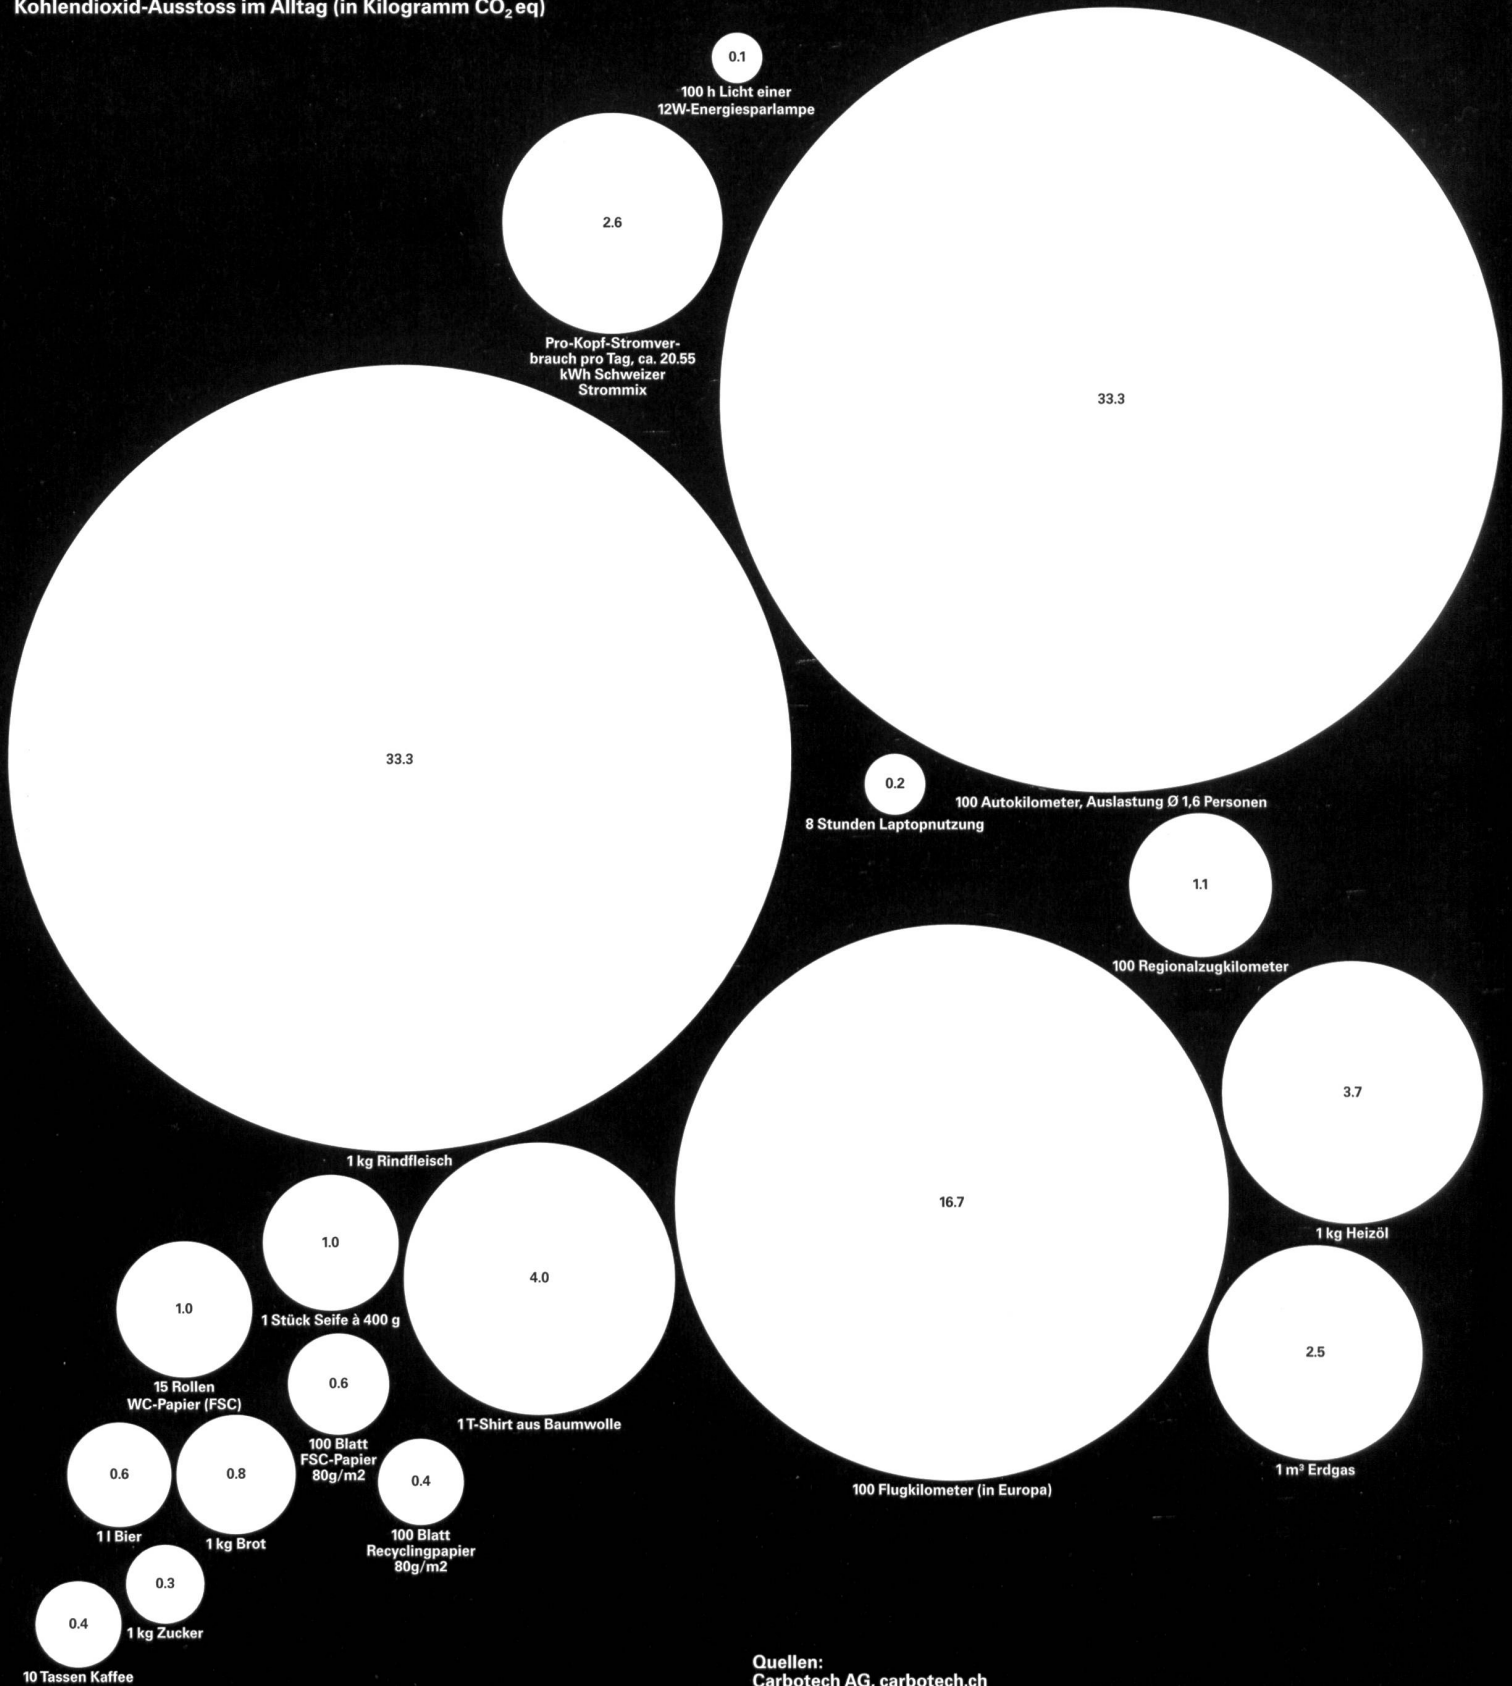 Kohlendioxid-Ausstoss im Alltag (in Kilogramm CO₂eq)
0.1
100 h Licht einer
12W-Energiesparlampe
2.6
Pro-Kopf-Stromver-
brauch pro Tag, ca. 20.55
kWh Schweizer
Strommix
33.3
100 Autokilometer, Auslastung Ø 1,6 Personen
33.3
1 kg Rindfleisch
0.2
8 Stunden Laptopnutzung
1.1
100 Regionalzugkilometer
3.7
1 kg Heizöl
16.7
100 Flugkilometer (in Europa)
2.5
1 m³ Erdgas
4.0
1 T-Shirt aus Baumwolle
1.0
1 Stück Seife à 400 g
1.0
15 Rollen
WC-Papier (FSC)
0.6
100 Blatt
FSC-Papier
80g/m2
0.6
1 l Bier
0.8
1 kg Brot
0.4
100 Blatt
Recyclingpapier
80g/m2
0.3
1 kg Zucker
0.4
10 Tassen Kaffee
Quellen:
Carbotech AG, carbotech.ch